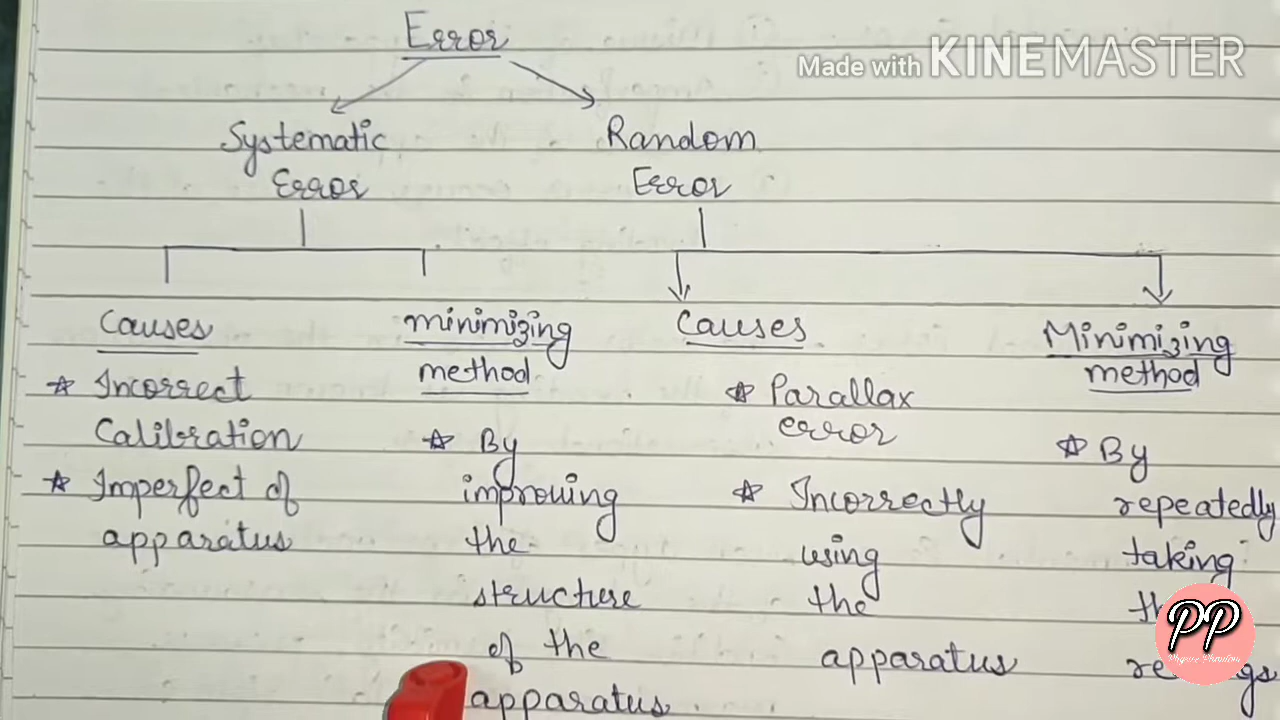 Error
Made with KINEMASTER
Systematic
Error
Random
Error
Causes
★ Incorrect
Calibration
★ Imperfect of
apparatus
minimizing
method
★ By
improving
the
structure
of the
apparatus
Causes
★ Parallax
error
★ Incorrectly
using
the
apparatus
Minimizing
method
★ By
repeatedly
taking
PP